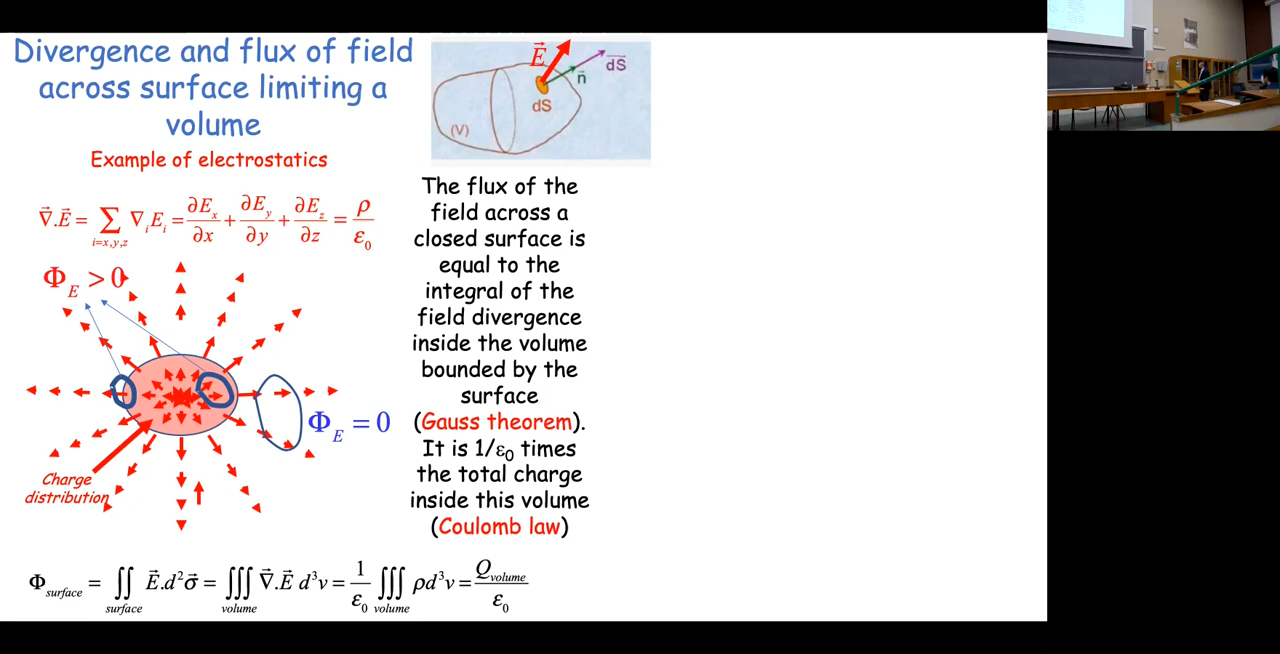 Divergence and flux of field
across surface limiting a
volume
Example of electrostatics
∇⃗.E⃗ = ∑_{i=x,y,z} ∇_i E_i = ∂E_x/∂x + ∂E_y/∂y + ∂E_z/∂z = ρ/ε₀
Φ_E > 0
Φ_E = 0
Charge
distribution
E⃗
dS⃗
n⃗
dS
(V)
The flux of the
field across a
closed surface is
equal to the
integral of the
field divergence
inside the volume
bounded by the
surface
(Gauss theorem).
It is 1/ε₀ times
the total charge
inside this volume
(Coulomb law)
Φ_surface = ∬_surface E⃗.d²σ⃗ = ∭_volume ∇⃗.E⃗ d³v = 1/ε₀ ∭_volume ρd³v = Q_volume/ε₀